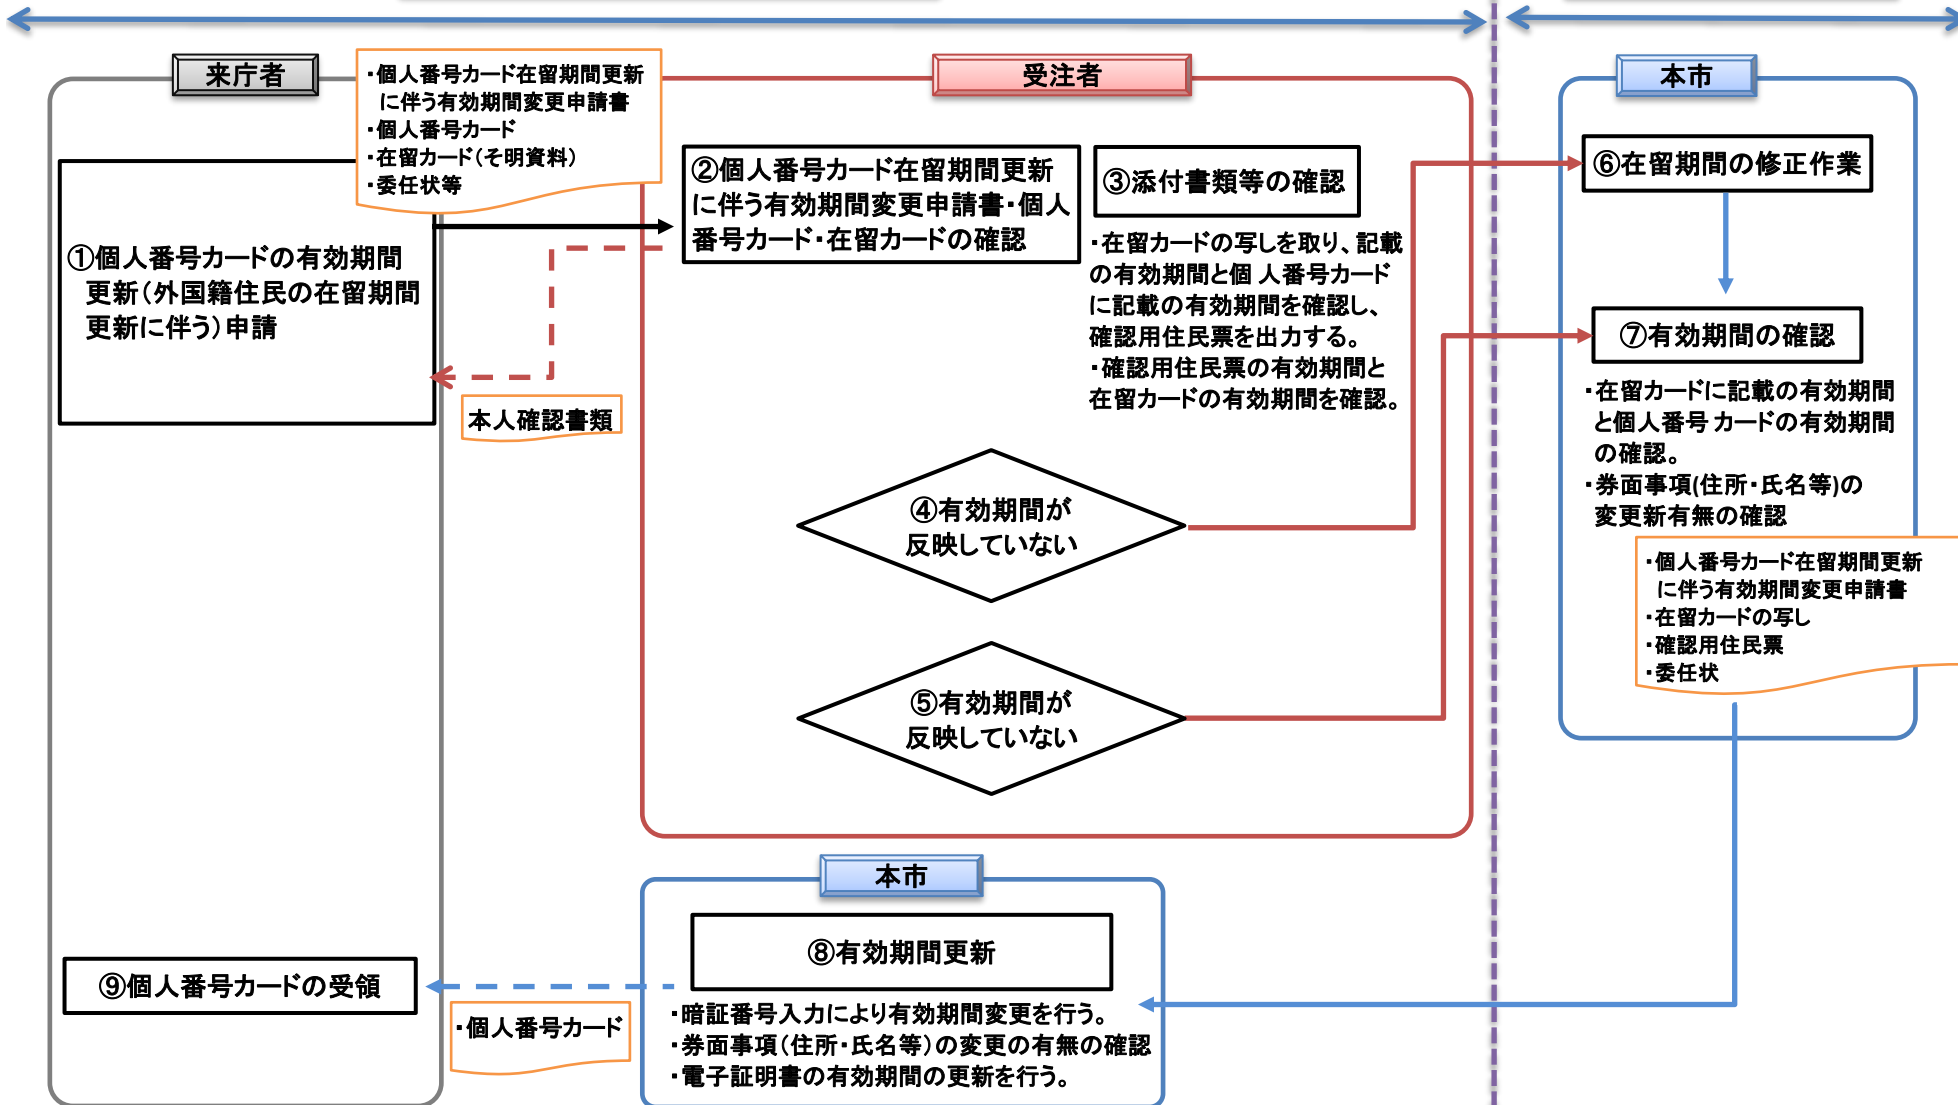 来庁者
・個人番号カード在留期間更新
に伴う有効期間変更申請書
・個人番号カード
・在留カード（そ明資料）
・委任状等
①個人番号カードの有効期間
更新（外国籍住民の在留期間
更新に伴う）申請
本人確認書類
受注者
②個人番号カード在留期間更新
に伴う有効期間変更申請書・個人
番号カード・在留カードの確認
③添付書類等の確認
・在留カードの写しを取り、記載
の有効期間と個 人番号カード
に記載の有効期間を確認し、
確認用住民票を出力する。
・確認用住民票の有効期間と
在留カードの有効期間を確認。
④有効期間が
反映していない
⑤有効期間が
反映していない
本市
⑥在留期間の修正作業
⑦有効期間の確認
・在留カードに記載の有効期間
と個人番号 カードの有効期間
の確認。
・券面事項(住所・氏名等)の
変更新有無の確認
・個人番号カード在留期間更新
に伴う有効期間変更申請書
・在留カードの写し
・確認用住民票
・委任状
本市
⑧有効期間更新
・暗証番号入力により有効期間変更を行う。
・券面事項（住所・氏名等）の変更の有無の確認
・電子証明書の有効期間の更新を行う。
⑨個人番号カードの受領
・個人番号カード